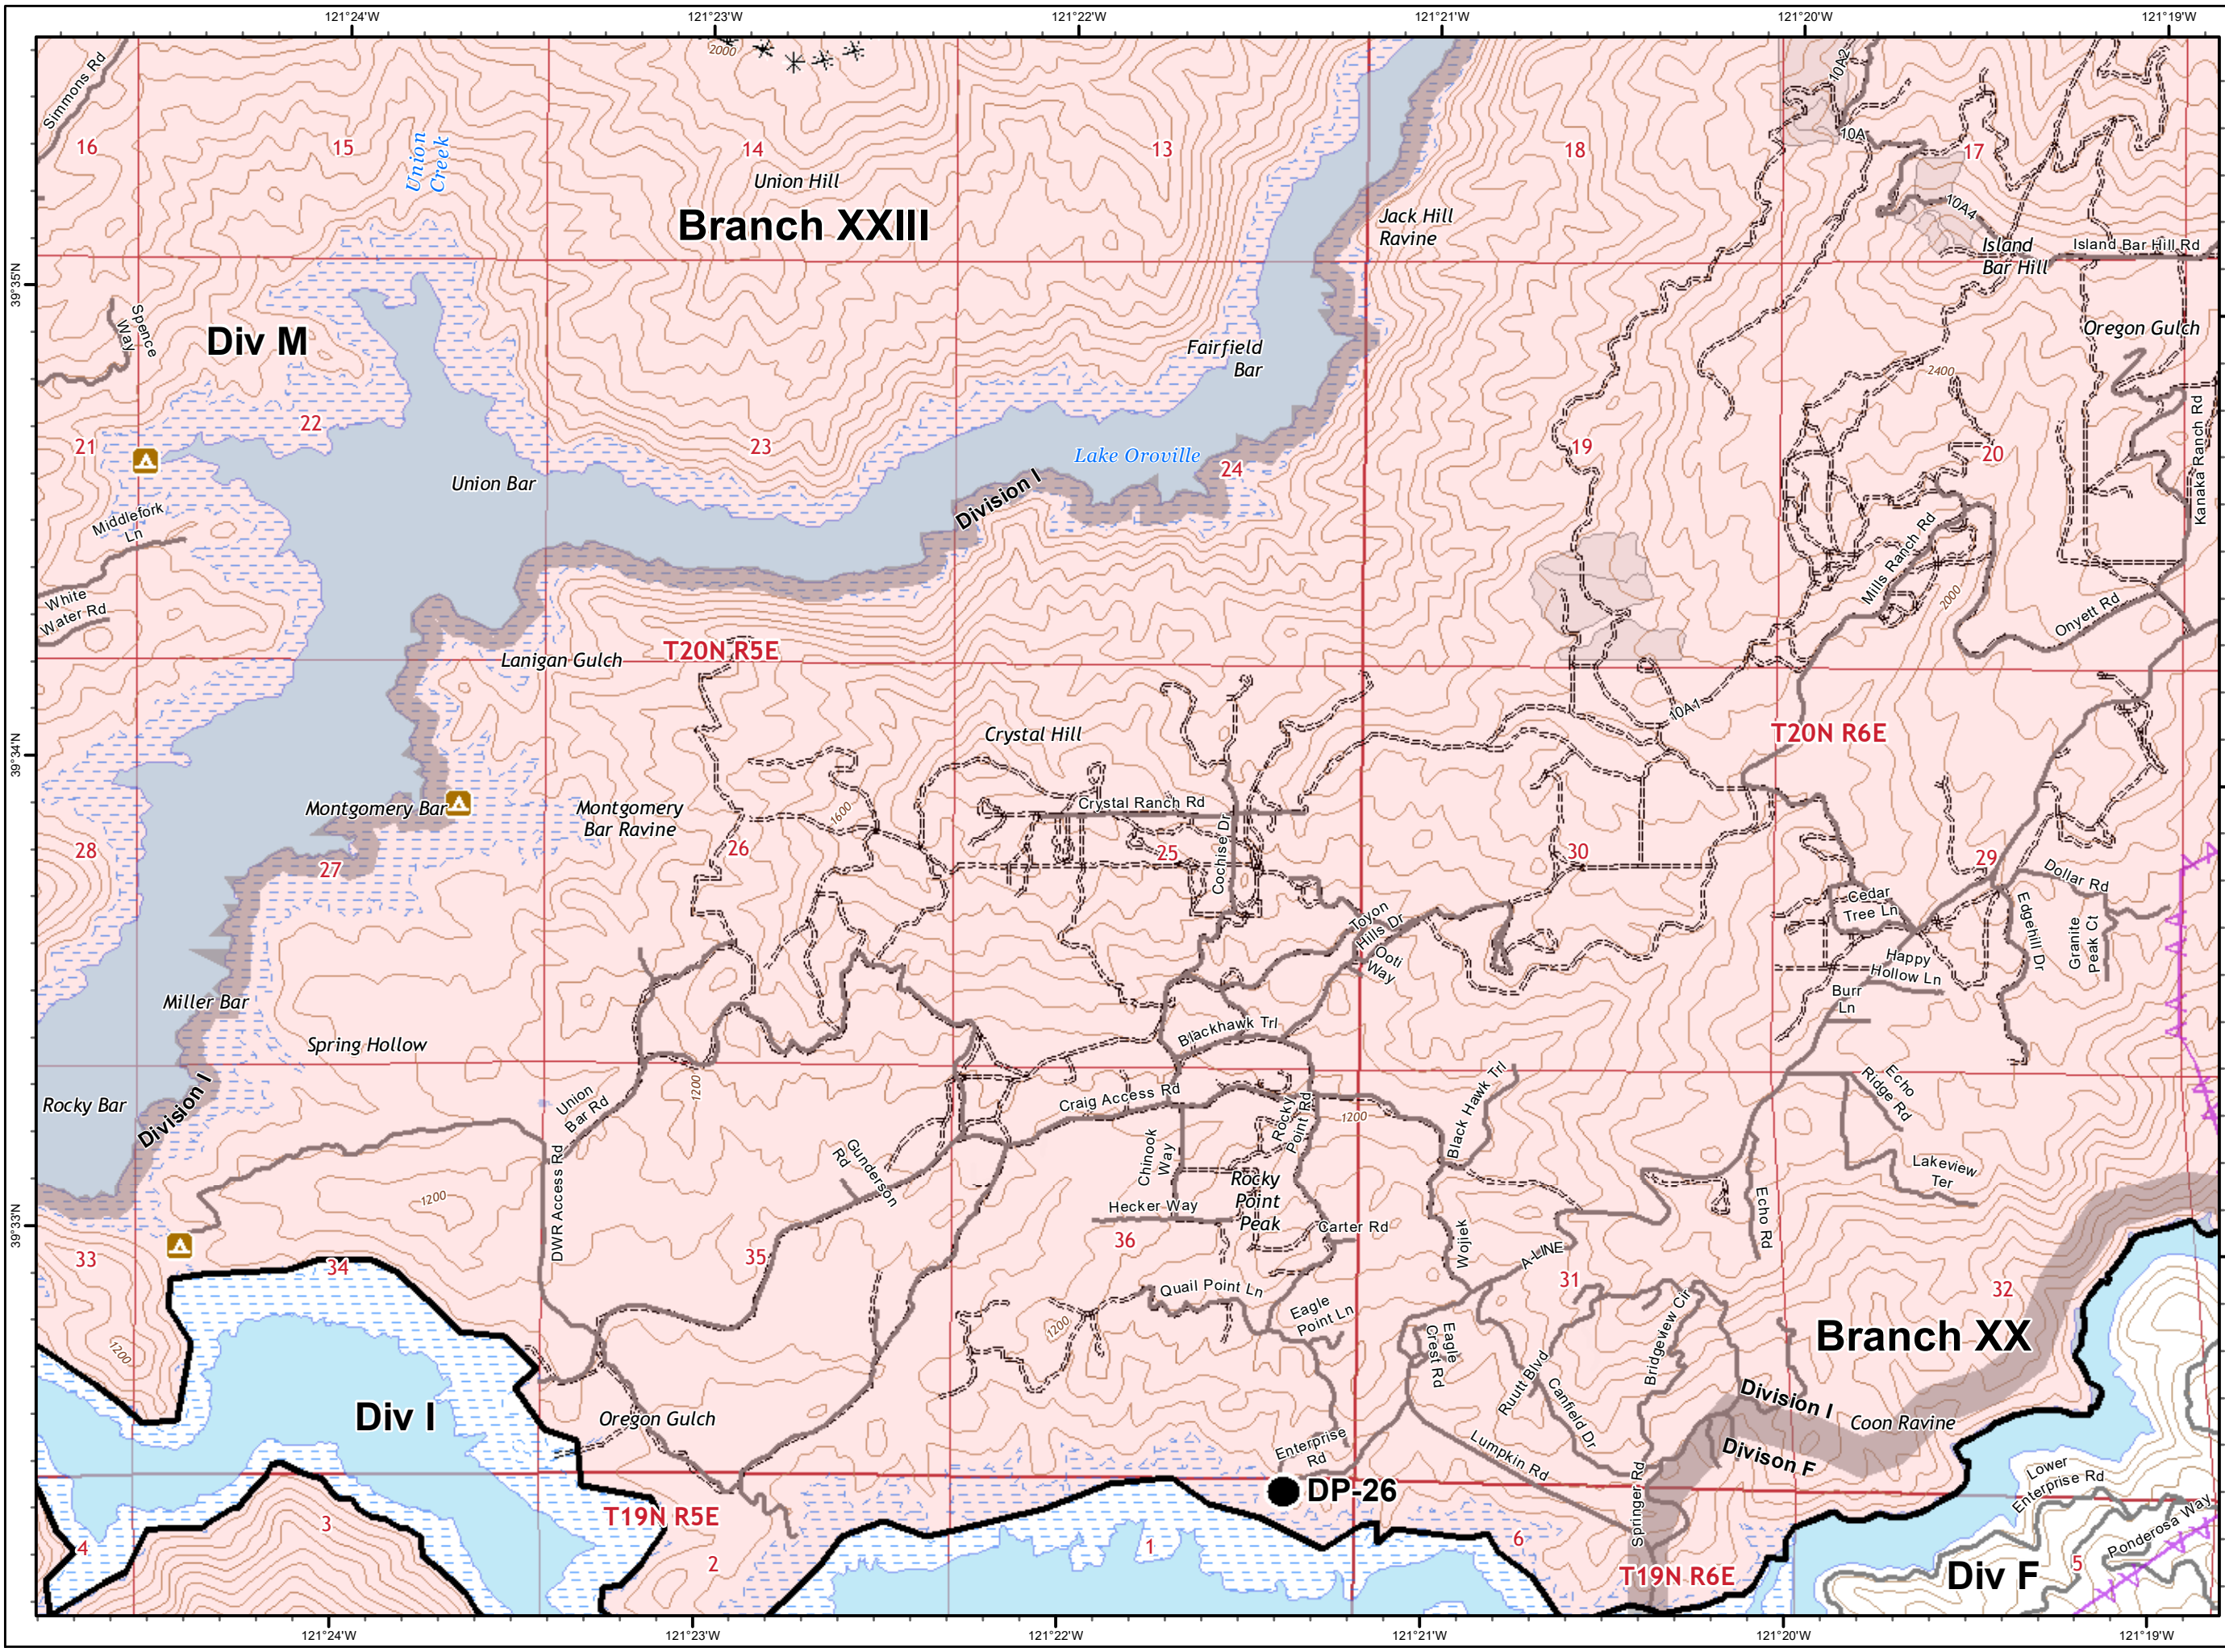 121°24'W
121°23'W
121°22'W
121°21'W
121°20'W
121°19'W
2000
10A2
Simmons Rd
16
15
Union
Creek
14
13
18
10A
17
Union Hill
Branch XXIII
Jack Hill
Ravine
10A4
Island
Bar Hill
Island Bar Hill Rd
39°35'N
Spence
Way
Div M
Fairfield
Bar
Oregon Gulch
2400
22
21
23
Lake Oroville
24
19
20
Kanaka Ranch Rd
Union Bar
Division I
Middlefork
Ln
Mills Ranch Rd
White
Water Rd
2000
Onyett Rd
Lanigan Gulch
T20N R5E
10A1
Crystal Hill
T20N R6E
39°34'N
Montgomery Bar
Montgomery
Bar Ravine
1600
Crystal Ranch Rd
28
27
26
25
Cochise Dr
30
29
Dollar Rd
Cedar
Tree Ln
Edgehill Dr
Granite
Peak Ct
Toyon
Hills Dr
Ooti
Way
Happy
Hollow Ln
Burr
Ln
Miller Bar
Spring Hollow
Blackhawk Trl
1200
Rocky Bar
Division I
Union
Bar Rd
Craig Access Rd
Rocky
Point Rd
1200
Black Hawk Trl
Echo
Ridge Rd
DWR Access Rd
Gunderson
Rd
Chinook
Way
Rocky
Point
Peak
Lakeview
Ter
1200
Hecker Way
Carter Rd
Echo Rd
39°33'N
33
34
35
36
Wojek
A-LINE
31
32
Quail Point Ln
Eagle
Point Ln
1200
1200
Eagle
Crest Rd
Ruutt Blvd
Bridgeview Cir
Canfield Dr
Branch XX
Division I
Coon Ravine
Divison F
Div I
Oregon Gulch
Enterprise
Rd
Lumpkin Rd
Springer Rd
Lower
Enterprise Rd
Ponderosa Way
DP-26
T19N R5E
3
4
2
1
6
T19N R6E
Div F
5
121°24'W
121°23'W
121°22'W
121°21'W
121°20'W
121°19'W